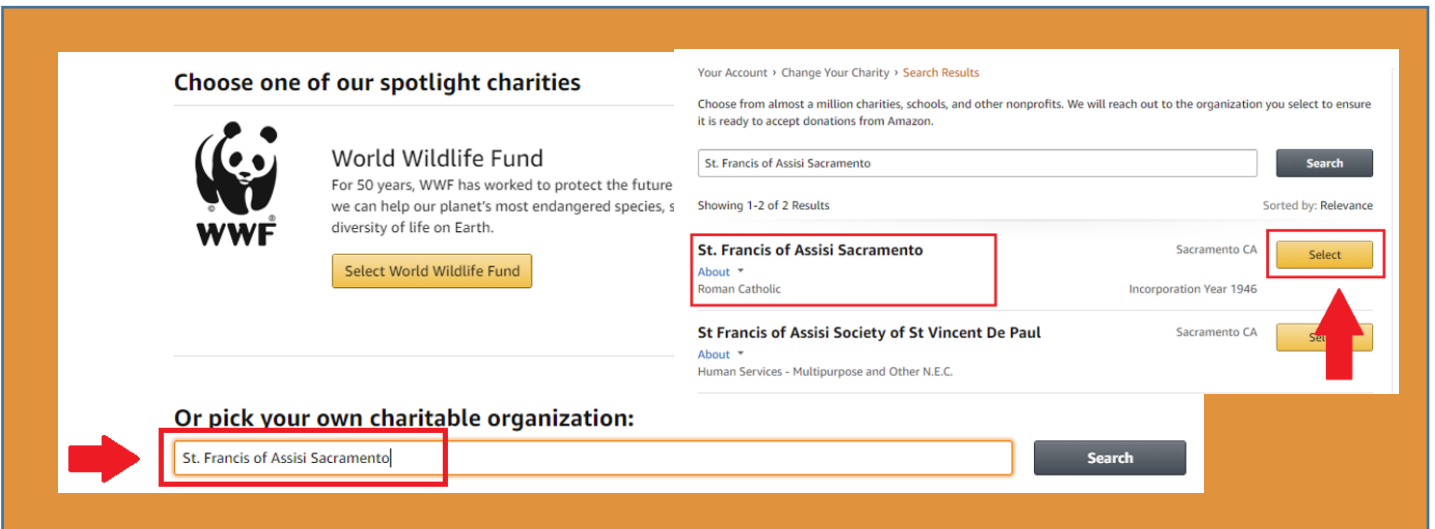 Choose one of our spotlight charities
WWF
®
World Wildlife Fund
For 50 years, WWF has worked to protect the future
we can help our planet's most endangered species, s
diversity of life on Earth.
Select World Wildlife Fund
Or pick your own charitable organization:
St. Francis of Assisi Sacramento
Search
Your Account › Change Your Charity › Search Results
Choose from almost a million charities, schools, and other nonprofits. We will reach out to the organization you select to ensure
it is ready to accept donations from Amazon.
St. Francis of Assisi Sacramento
Search
Showing 1-2 of 2 Results
Sorted by: Relevance
St. Francis of Assisi Sacramento
Sacramento CA
Select
About
Roman Catholic
Incorporation Year 1946
St Francis of Assisi Society of St Vincent De Paul
Sacramento CA
About
Human Services - Multipurpose and Other N.E.C.